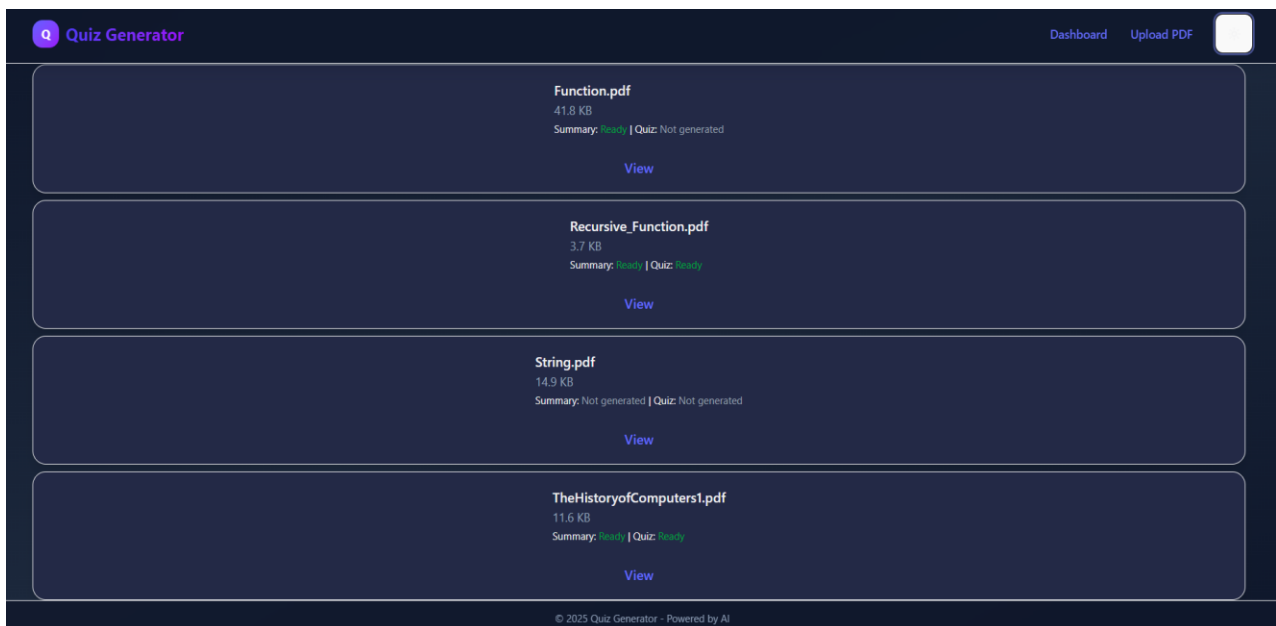 Q Quiz Generator
Dashboard Upload PDF
Function.pdf
41.8 KB
Summary: Ready | Quiz: Not generated
View
Recursive_Function.pdf
3.7 KB
Summary: Ready | Quiz: Ready
View
String.pdf
14.9 KB
Summary: Not generated | Quiz: Not generated
View
TheHistoryofComputers1.pdf
11.6 KB
Summary: Ready | Quiz: Ready
View
© 2025 Quiz Generator - Powered by AI